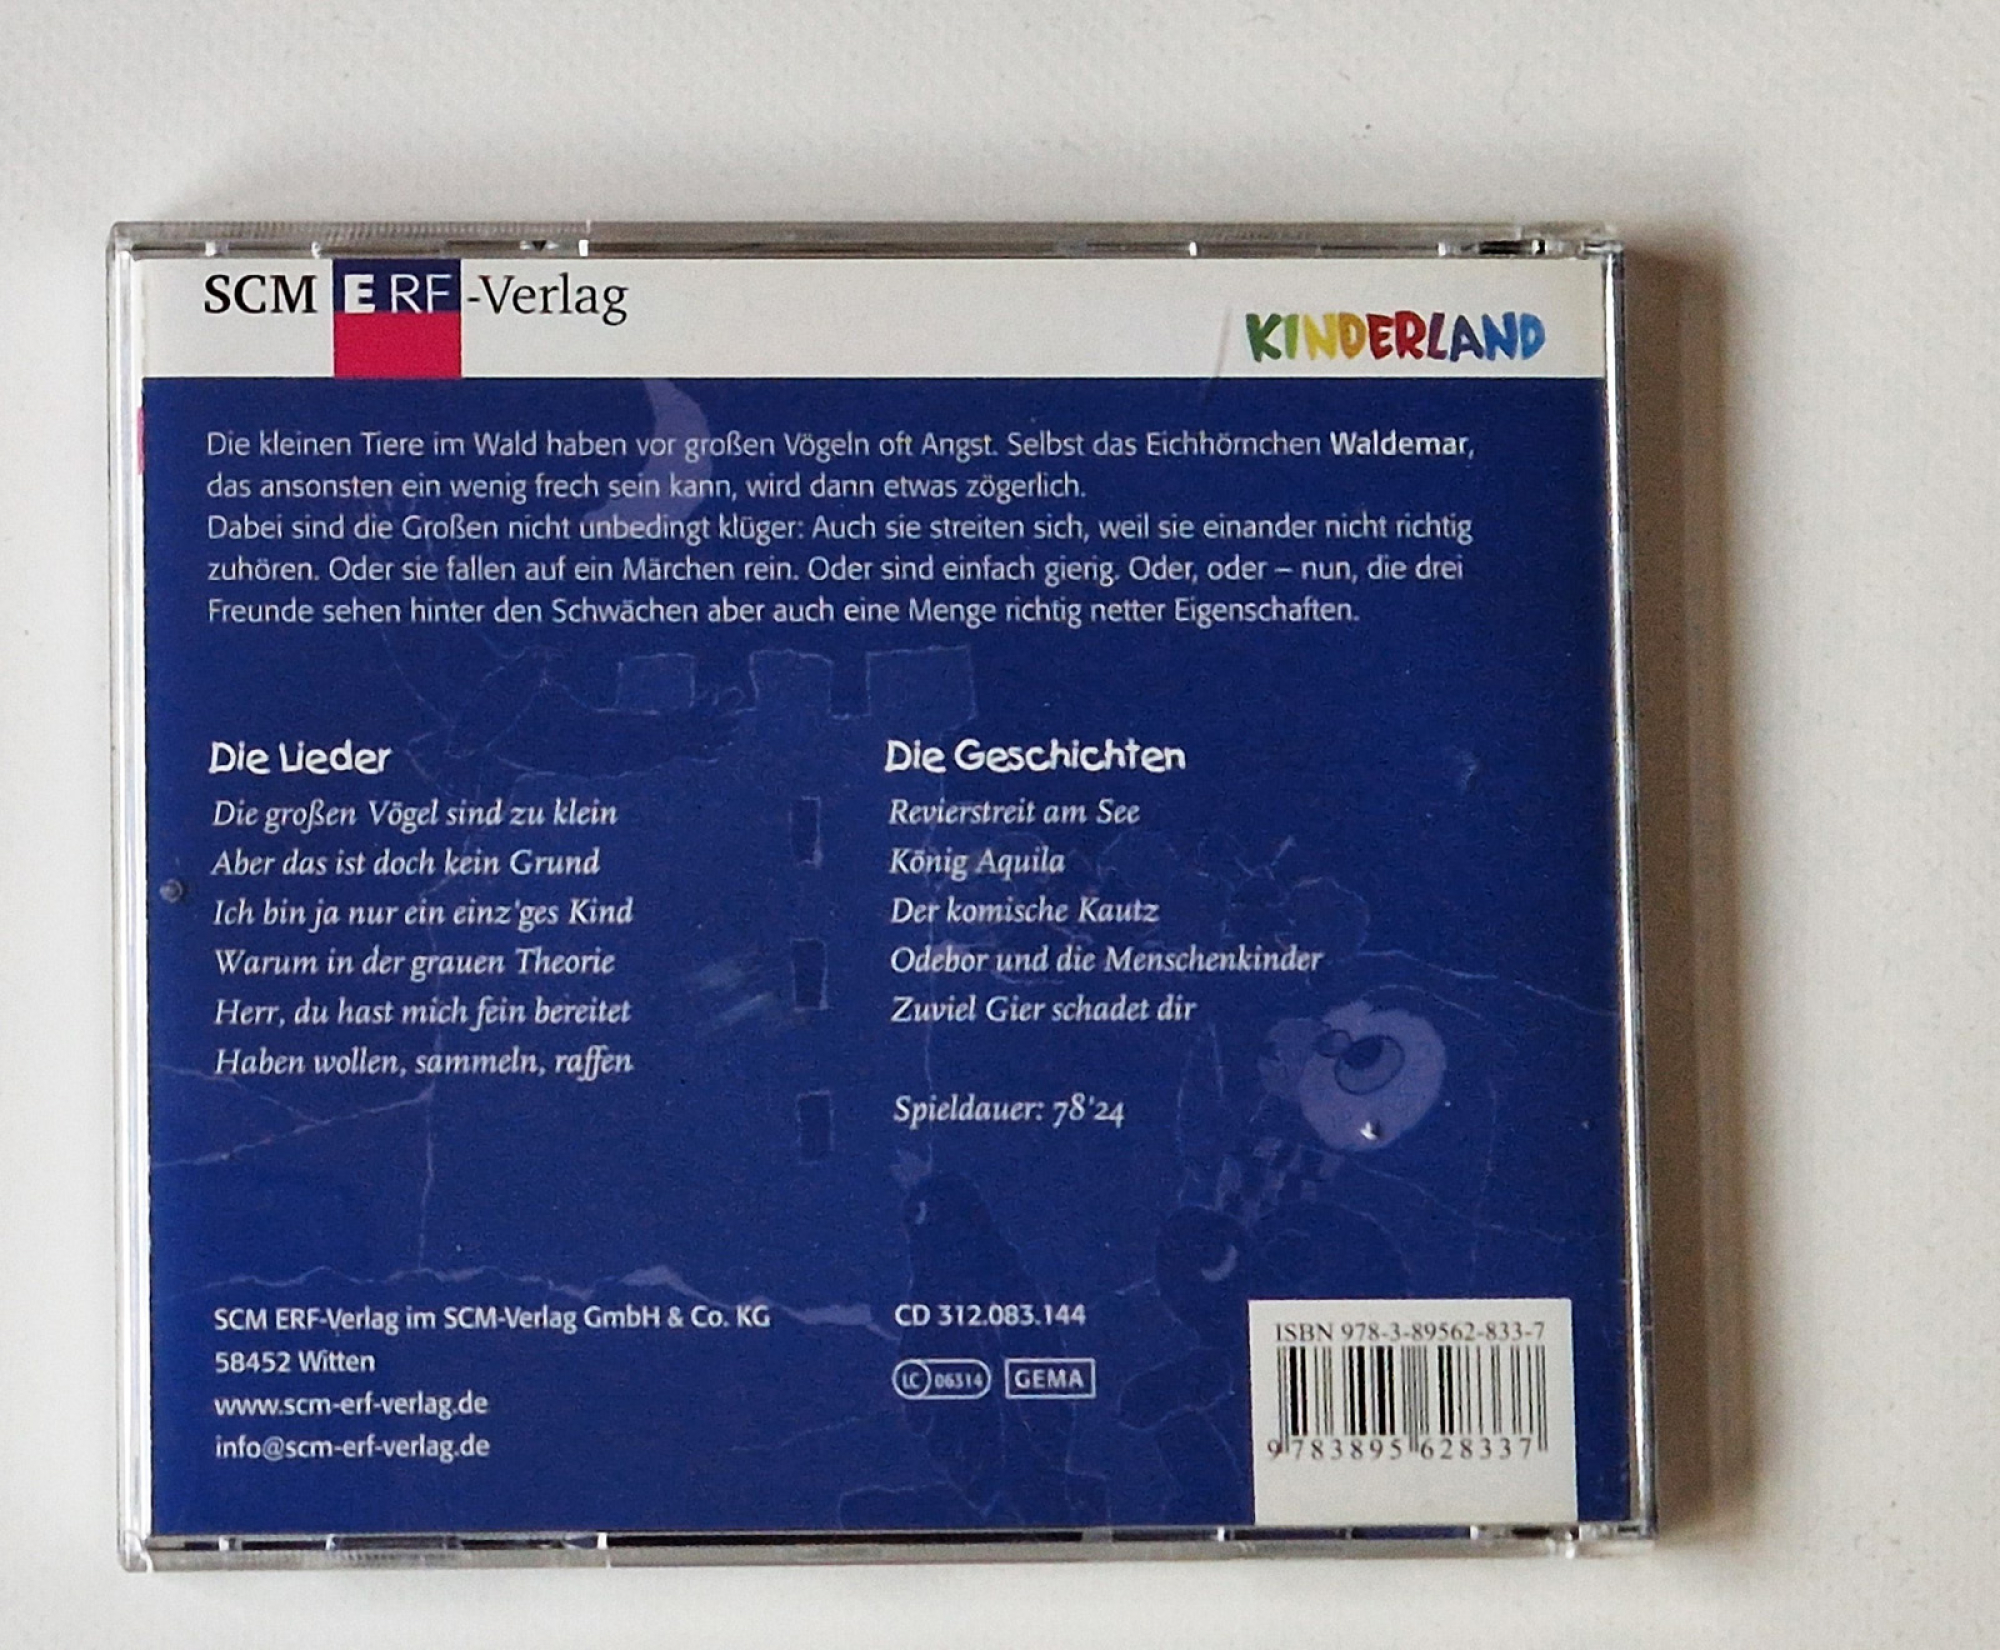 SCM ERF-Verlag
KINDERLAND
Die kleinen Tiere im Wald haben vor großen Vögeln oft Angst. Selbst das Eichhörnchen Waldemar,
das ansonsten ein wenig frech sein kann, wird dann etwas zögerlich.
Dabei sind die Großen nicht unbedingt klüger: Auch sie streiten sich, weil sie einander nicht richtig
zuhören. Oder sie fallen auf ein Märchen rein. Oder sind einfach gierig. Oder, oder – nun, die drei
Freunde sehen hinter den Schwächen aber auch eine Menge richtig netter Eigenschaften.
Die Lieder
Die großen Vögel sind zu klein
Aber das ist doch kein Grund
Ich bin ja nur ein einz'ges Kind
Warum in der grauen Theorie
Herr, du hast mich fein bereitet
Haben wollen, sammeln, raffen
Die Geschichten
Revierstreit am See
König Aquila
Der komische Kautz
Odebor und die Menschenkinder
Zuviel Gier schadet dir
Spieldauer: 78'24
SCM ERF-Verlag im SCM-Verlag GmbH & Co. KG
58452 Witten
www.scm-erf-verlag.de
info@scm-erf-verlag.de
CD 312.083.144
LC 06314 GEMA
ISBN 978-3-89562-833-7
9 783895 628337